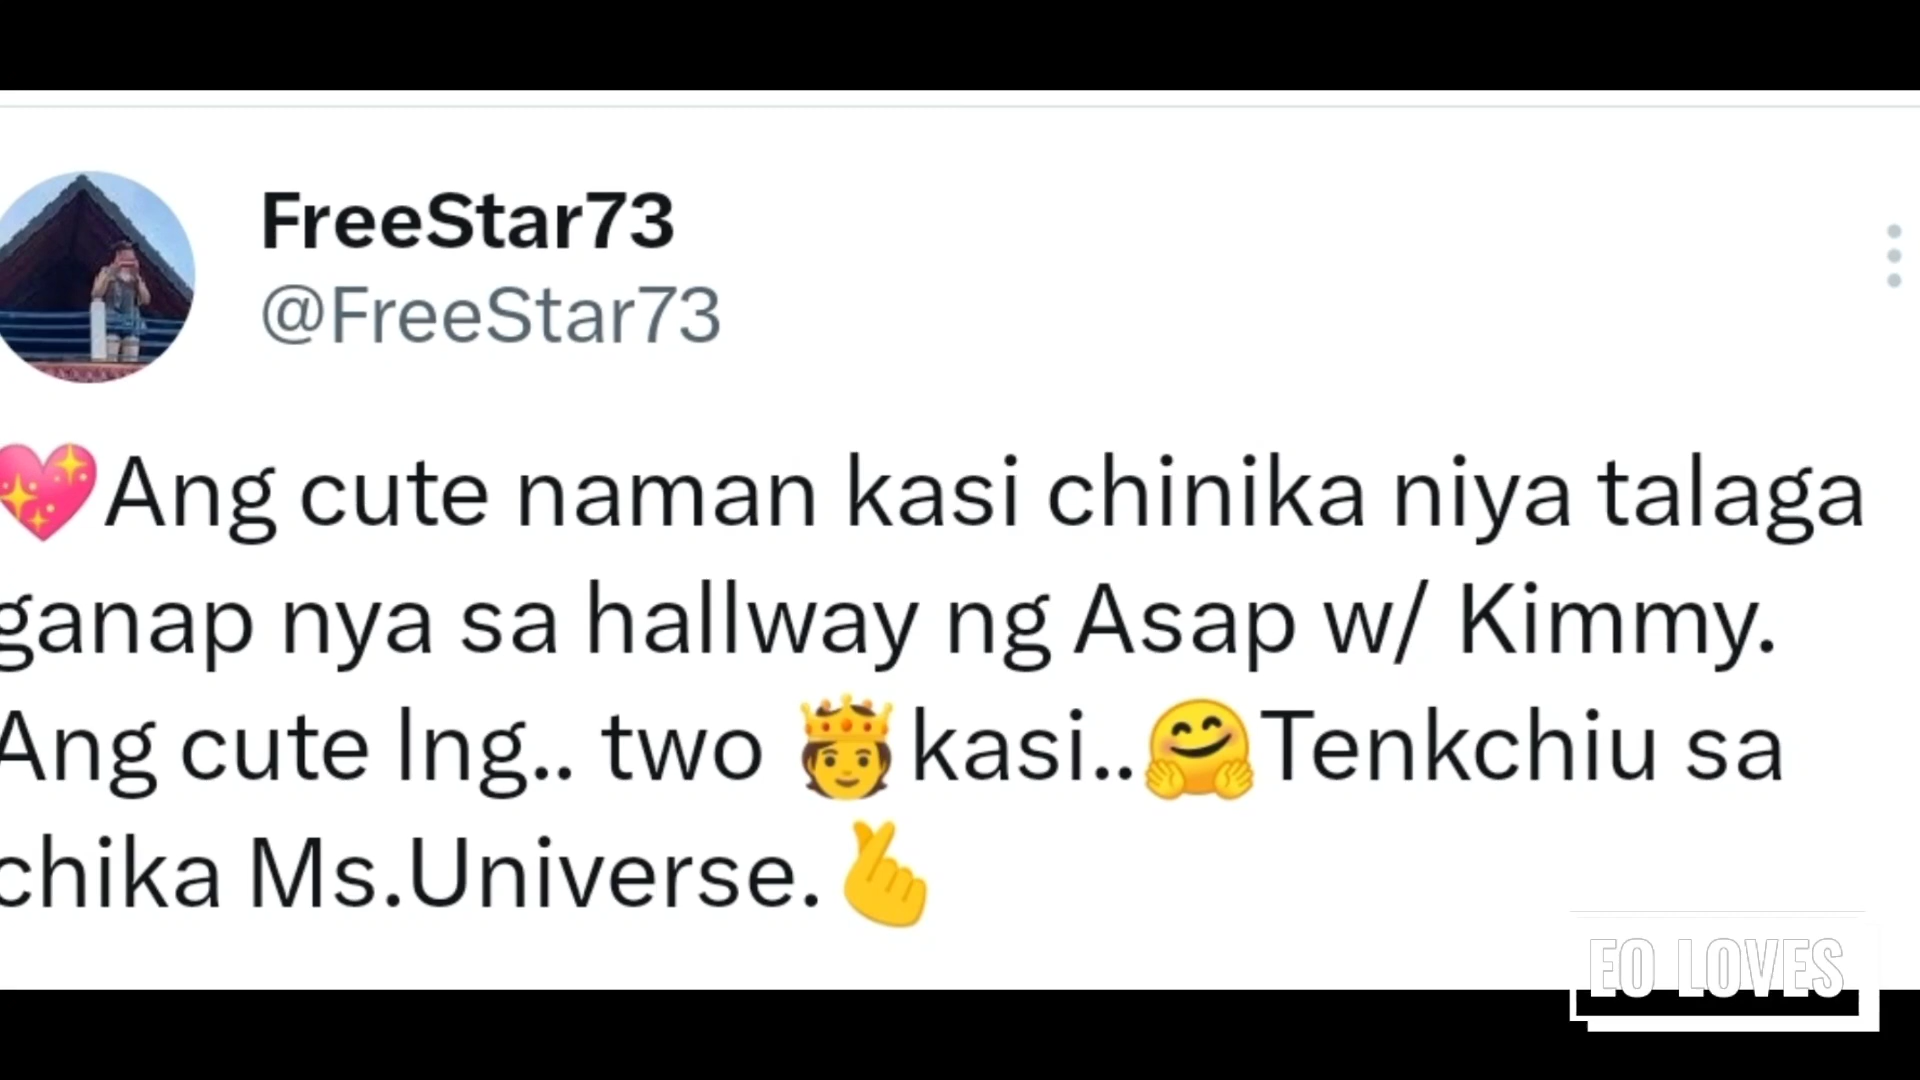 FreeStar73
@FreeStar73
💖Ang cute naman kasi chinika niya talaga
ganap nya sa hallway ng Asap w/ Kimmy.
Ang cute lng.. two 🫅kasi..🤗Tenkchiu sa
chika Ms.Universe.🫰
EO LOVES